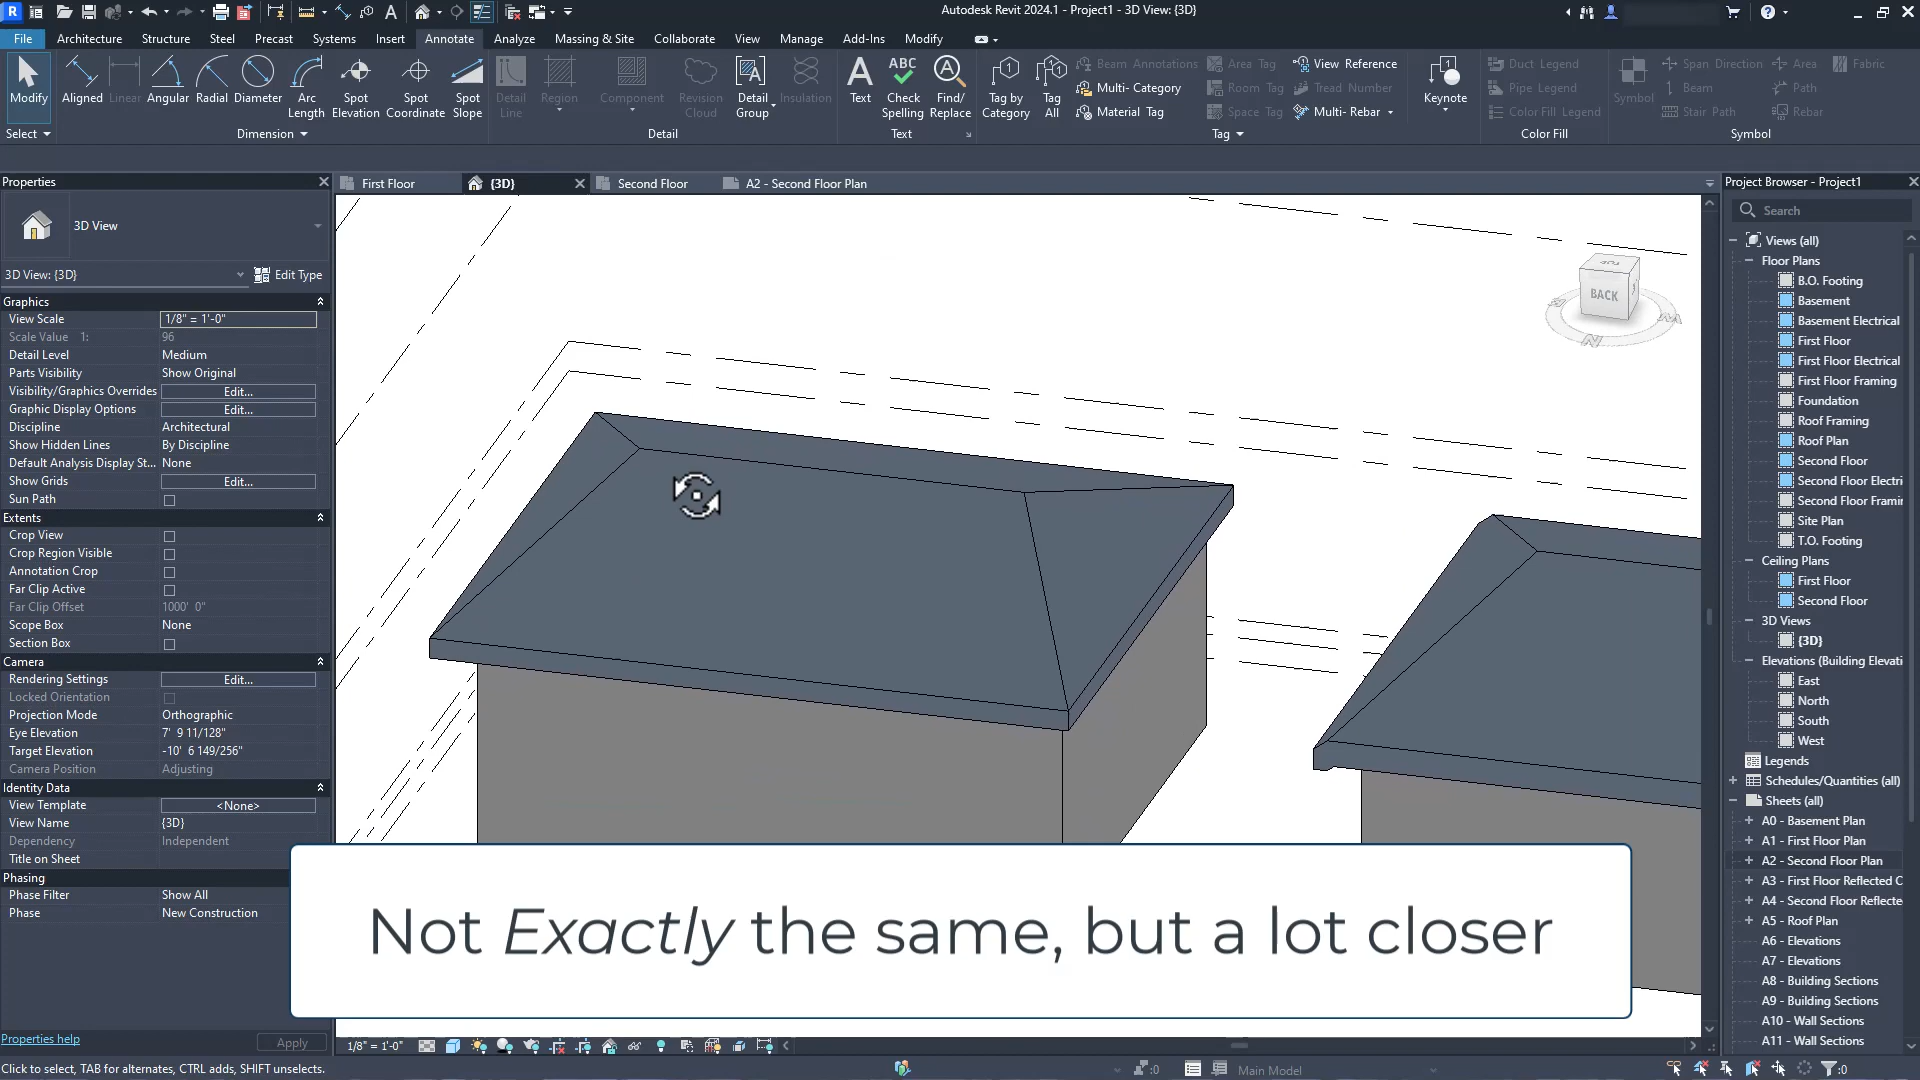 Autodesk Revit 2024.1 - Project1 - 3D View: {3D}
File Architecture Structure Steel Precast Systems Insert Annotate Analyze Massing & Site Collaborate View Manage Add-Ins Modify
Modify Aligned Linear Angular Radial Diameter Arc Length Spot Elevation Spot Coordinate Spot Slope Detail Line Region Component Revision Cloud Detail Group Insulation Text Check Spelling Find/ Replace Tag by Category Tag All
Beam Annotations Area Tag View Reference
Multi- Category Room Tag Tread Number
Material Tag Space Tag Multi- Rebar
Keynote
Duct Legend
Pipe Legend
Color Fill Legend
Symbol
Span Direction Area Fabric
Beam Path
Stair Path Rebar
Select Dimension Detail Text Tag Color Fill Symbol
Properties
3D View
3D View: {3D} Edit Type
Graphics
View Scale 1/8" = 1'-0"
Scale Value 1: 96
Detail Level Medium
Parts Visibility Show Original
Visibility/Graphics Overrides Edit...
Graphic Display Options Edit...
Discipline Architectural
Show Hidden Lines By Discipline
Default Analysis Display St... None
Show Grids Edit...
Sun Path
Extents
Crop View
Crop Region Visible
Annotation Crop
Far Clip Active
Far Clip Offset 1000' 0"
Scope Box None
Section Box
Camera
Rendering Settings Edit...
Locked Orientation
Projection Mode Orthographic
Eye Elevation 7' 9 11/128"
Target Elevation -10' 6 149/256"
Camera Position Adjusting
Identity Data
View Template <None>
View Name {3D}
Dependency Independent
Title on Sheet
Phasing
Phase Filter Show All
Phase New Construction
Properties help Apply
First Floor {3D} Second Floor A2 - Second Floor Plan
BACK
N
W
Not Exactly the same, but a lot closer
1/8" = 1'-0"
Project Browser - Project1
Search
Views (all)
Floor Plans
B.O. Footing
Basement
Basement Electrical
First Floor
First Floor Electrical
First Floor Framing
Foundation
Roof Framing
Roof Plan
Second Floor
Second Floor Electri
Second Floor Framir
Site Plan
T.O. Footing
Ceiling Plans
First Floor
Second Floor
3D Views
{3D}
Elevations (Building Elevati
East
North
South
West
Legends
Schedules/Quantities (all)
Sheets (all)
A0 - Basement Plan
A1 - First Floor Plan
A2 - Second Floor Plan
A3 - First Floor Reflected C
A4 - Second Floor Reflecte
A5 - Roof Plan
A6 - Elevations
A7 - Elevations
A8 - Building Sections
A9 - Building Sections
A10 - Wall Sections
A11 - Wall Sections
Click to select, TAB for alternates, CTRL adds, SHIFT unselects. :0 Main Model :0